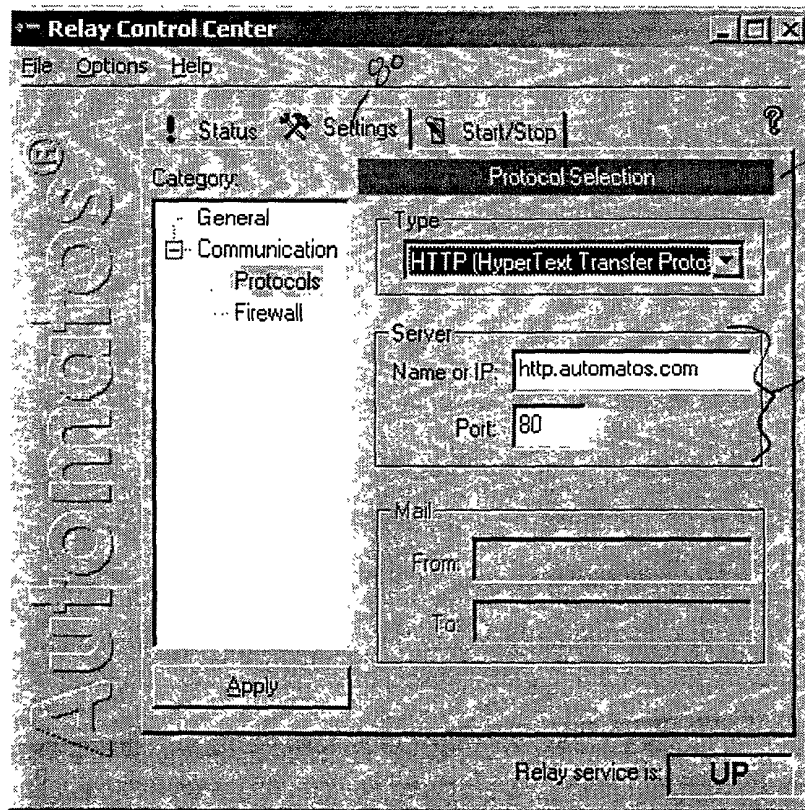 Relay Control Center
File Options Help
80
Status Settings Start/Stop ?
Category:
Protocol Selection
General
Communication
Protocols
Firewall
Type
HTTP (HyperText Transfer Proto
Server
Name or IP: http.automatos.com
Port: 80
Mail
From:
To:
Apply
Automatos®
Relay service is: UP